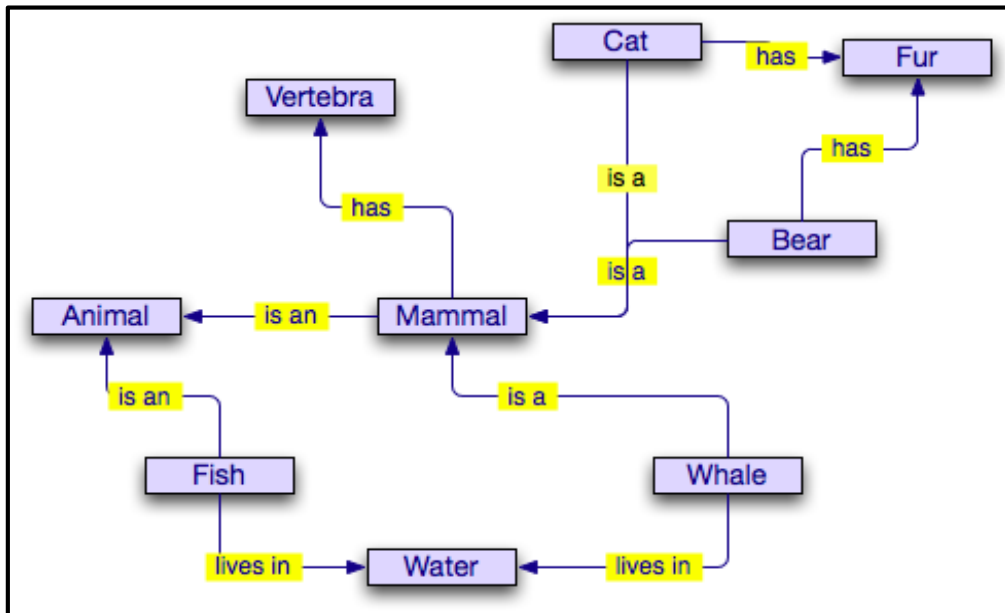 Cat
has
Fur
Vertebra
has
is a
has
Bear
is a
Animal
is an
Mammal
is an
is a
Fish
Whale
lives in
Water
lives in